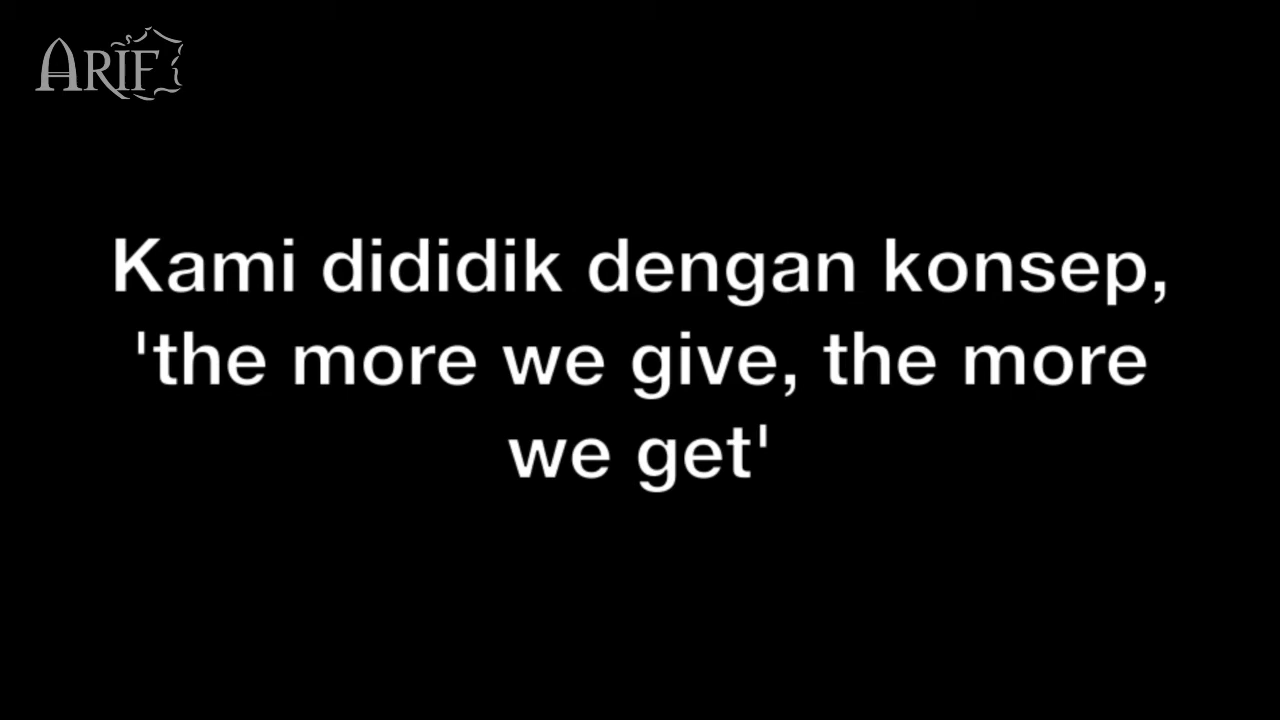 ARIF
Kami dididik dengan konsep,
'the more we give, the more
we get'